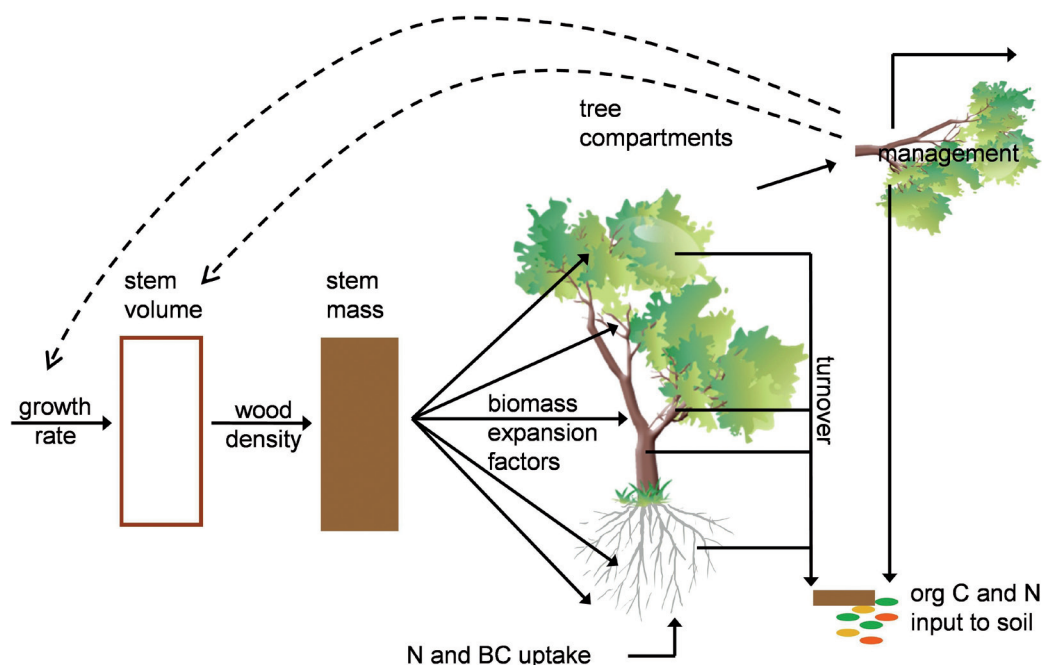 tree
compartments
management
stem
volume
stem
mass
growth
rate
wood
density
biomass
expansion
factors
turnover
org C and N
input to soil
N and BC uptake